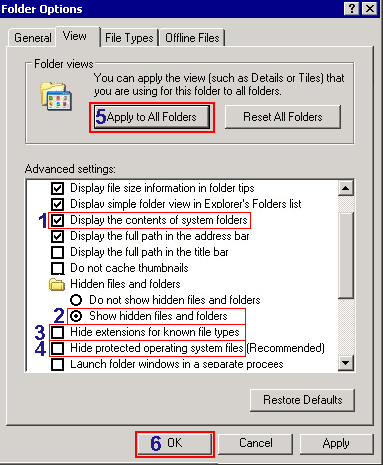 Folder Options
General View File Types Offline Files
Folder views
You can apply the view (such as Details or Tiles) that
you are using for this folder to all folders.
5 Apply to All Folders Reset All Folders
Advanced settings:
Display file size information in folder tips
Display simple folder view in Explorer's Folders list
1 Display the contents of system folders
Display the full path in the address bar
Display the full path in the title bar
Do not cache thumbnails
Hidden files and folders
Do not show hidden files and folders
2 Show hidden files and folders
3 Hide extensions for known file types
4 Hide protected operating system files (Recommended)
Launch folder windows in a separate process
Restore Defaults
6 OK Cancel Apply